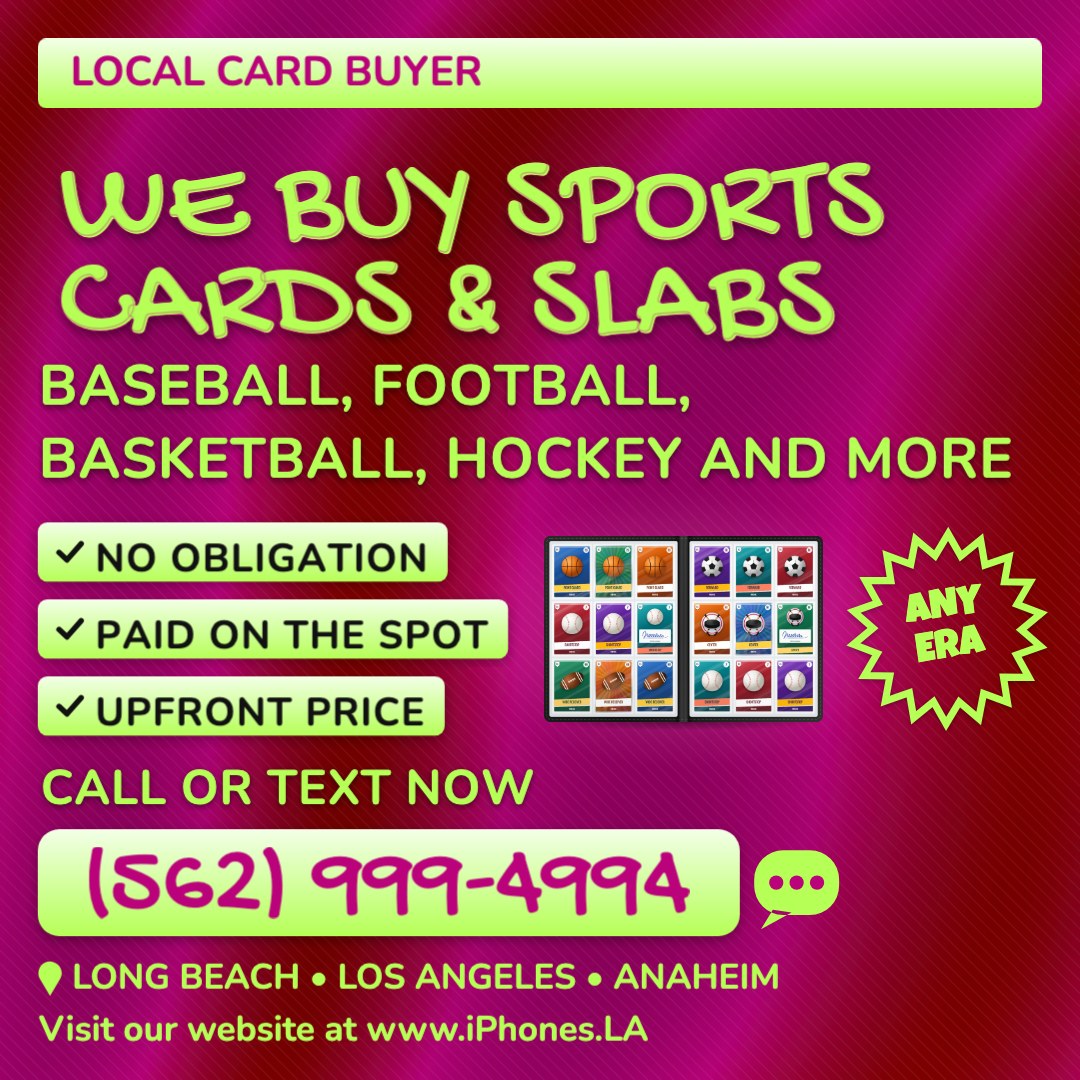 LOCAL CARD BUYER
WE BUY SPORTS
CARDS & SLABS
BASEBALL, FOOTBALL,
BASKETBALL, HOCKEY AND MORE
✓ NO OBLIGATION
✓ PAID ON THE SPOT
✓ UPFRONT PRICE
ANY
ERA
CALL OR TEXT NOW
(562) 999-4994
LONG BEACH • LOS ANGELES • ANAHEIM
Visit our website at www.iPhones.LA